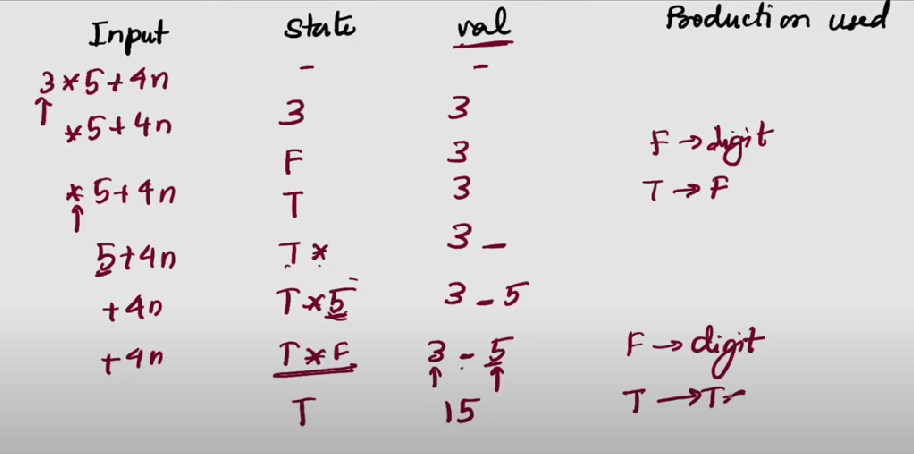 Input State val Production used
3*5+4n - -
*5+4n 3 3
F 3 F → digit
*5+4n T 3 T → F
5+4n T * 3 -
+4n T*5 3 - 5
+4n T*F 3 - 5 F → digit
T 15 T → T*